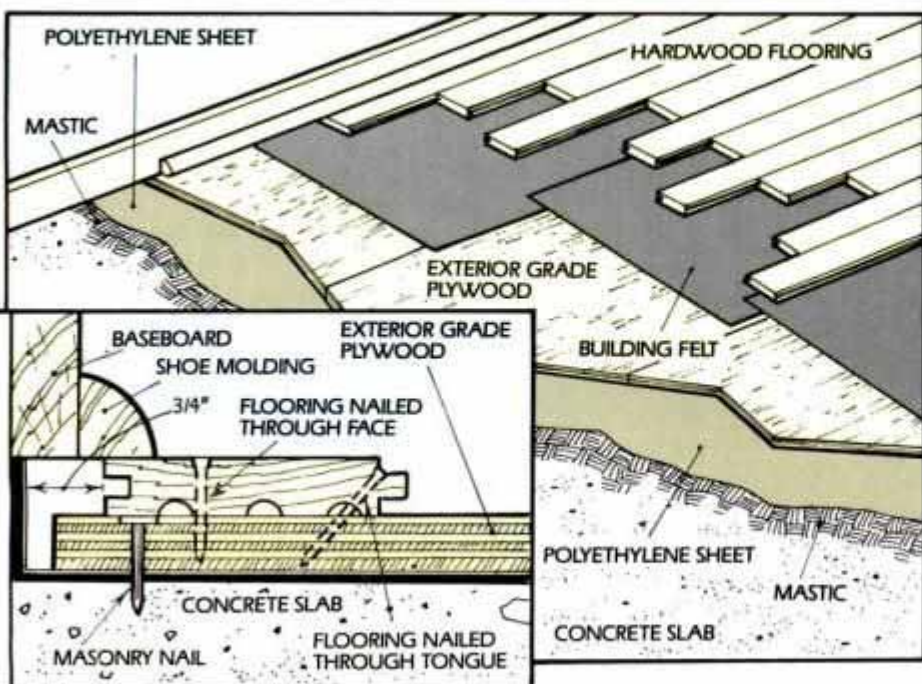 POLYETHYLENE SHEET
HARDWOOD FLOORING
MASTIC
EXTERIOR GRADE
PLYWOOD
BUILDING FELT
POLYETHYLENE SHEET
MASTIC
CONCRETE SLAB
BASEBOARD
SHOE MOLDING
3/4"
EXTERIOR GRADE
PLYWOOD
FLOORING NAILED
THROUGH FACE
CONCRETE SLAB
MASONRY NAIL
FLOORING NAILED
THROUGH TONGUE